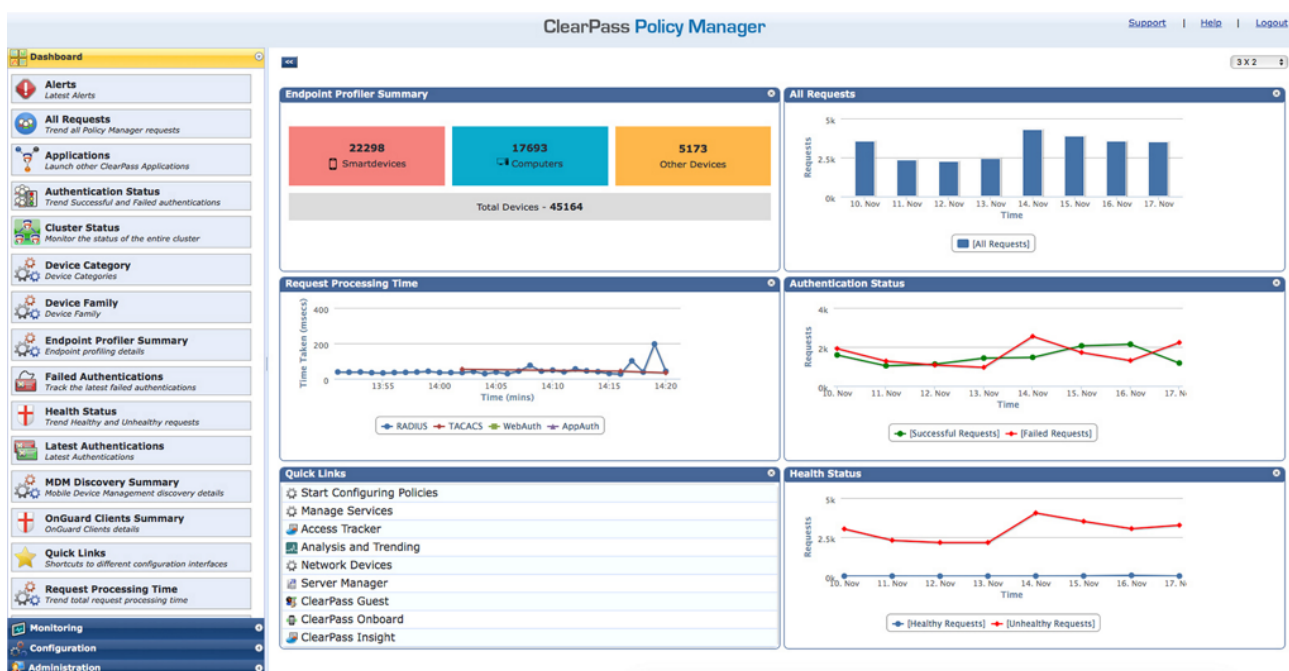 ClearPass Policy Manager
Support | Help | Logout
Dashboard
Alerts
Latest Alerts
All Requests
Trend all Policy Manager requests
Applications
Launch other ClearPass Applications
Authentication Status
Trend Successful and Failed authentications
Cluster Status
Monitor the status of the entire cluster
Device Category
Device Categories
Device Family
Device Family
Endpoint Profiler Summary
Endpoint profiling details
Failed Authentications
Track the latest failed authentications
Health Status
Trend Healthy and Unhealthy requests
Latest Authentications
Latest Authentications
MDM Discovery Summary
Mobile Device Management discovery details
OnGuard Clients Summary
OnGuard Clients details
Quick Links
Shortcuts to different configuration interfaces
Request Processing Time
Trend total request processing time
Monitoring
Configuration
Administration
<<
3 X 2
Endpoint Profiler Summary
22298
Smartdevices
17693
Computers
5173
Other Devices
Total Devices - 45164
All Requests
Requests
5k
2.5k
0k
10. Nov 11. Nov 12. Nov 13. Nov 14. Nov 15. Nov 16. Nov 17. Nov
Time
[All Requests]
Request Processing Time
Time Taken (msecs)
400
200
0
13:55 14:00 14:05 14:10 14:15 14:20
Time (mins)
RADIUS TACACS WebAuth AppAuth
Authentication Status
Requests
4k
2k
0k
10. Nov 11. Nov 12. Nov 13. Nov 14. Nov 15. Nov 16. Nov 17. N
Time
[Successful Requests] [Failed Requests]
Quick Links
Start Configuring Policies
Manage Services
Access Tracker
Analysis and Trending
Network Devices
Server Manager
ClearPass Guest
ClearPass Onboard
ClearPass Insight
Health Status
Requests
5k
2.5k
0k
10. Nov 11. Nov 12. Nov 13. Nov 14. Nov 15. Nov 16. Nov 17. N
Time
[Healthy Requests] [Unhealthy Requests]